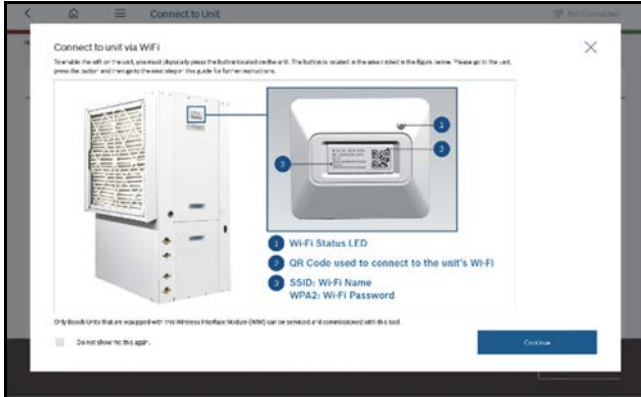 Connect to Unit
Not Connected
Connect to unit via WiFi
To enable the wifi on the unit, you must physically press the button located on the unit. The button is located in the area circled in the figure below. Please go to the unit,
press the button and then go to the next step in this guide for further instructions.
1
2
3
1 Wi-Fi Status LED
2 QR Code used to connect to the unit's Wi-Fi
3 SSID: Wi-Fi Name
WPA2: Wi-Fi Password
Only Bosch Units that are equipped with this Wireless Interface Module (WIM) can be serviced and commissioned with this tool
Do not show me this again.
Continue